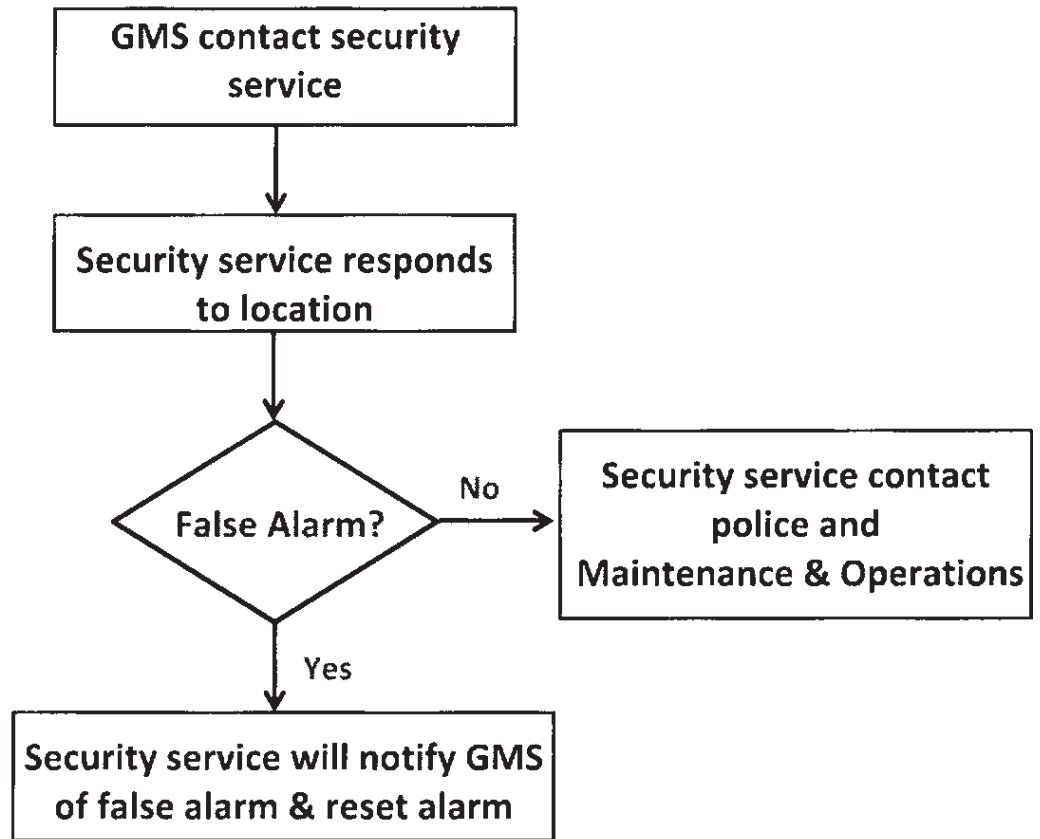 GMS contact security
service
Security service responds
to location
False Alarm?
No
Security service contact
police and
Maintenance & Operations
Yes
Security service will notify GMS
of false alarm & reset alarm